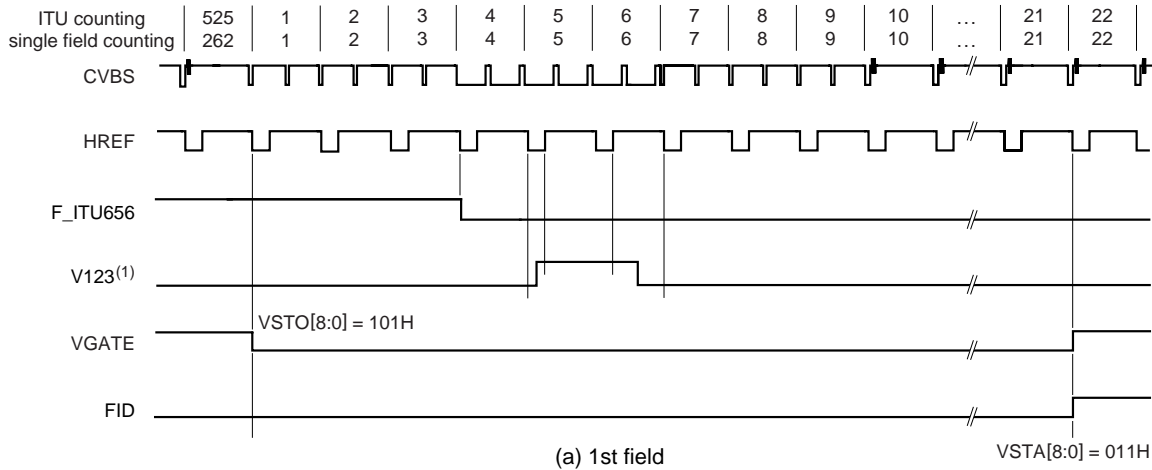 ITU counting 525 1 2 3 4 5 6 7 8 9 10 ... 21 22
single field counting 262 1 2 3 4 5 6 7 8 9 10 ... 21 22
CVBS
HREF
F_ITU656
V123(1)
VSTO[8:0] = 101H
VGATE
FID
VSTA[8:0] = 011H
(a) 1st field